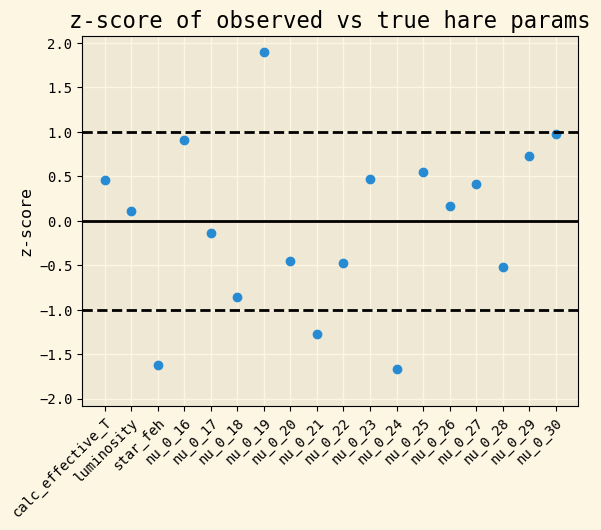 z-score of observed vs true hare params
z-score
2.0
1.5
1.0
0.5
0.0
−0.5
−1.0
−1.5
−2.0
calc_effective_T
luminosity
star_feh
nu_0_16
nu_0_17
nu_0_18
nu_0_19
nu_0_20
nu_0_21
nu_0_22
nu_0_23
nu_0_24
nu_0_25
nu_0_26
nu_0_27
nu_0_28
nu_0_29
nu_0_30